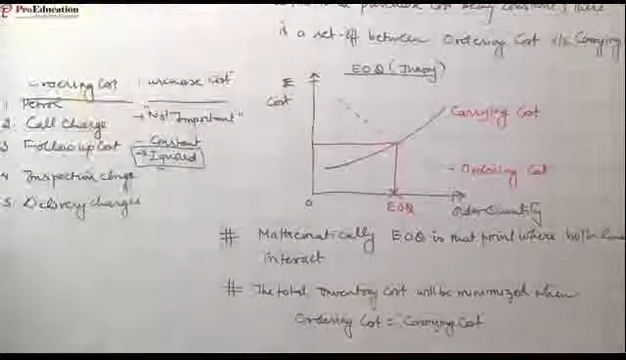 ProEducation
is a set-off between Ordering Cost v/s Carrying
EOQ (Theory)
Ordering Cost
Cost
1 Petrol
→ "Not Important"
2. Call Charge
3 Followup Cost
- Constant
→ Ignored
4 Inspection charge
5. Delivery charges
Carrying Cost
- Ordering Cost
0
EOQ
Order Quantity
# Mathematically EOQ is that point where both
interact
# The total Inventory Cost will be minimized when
Ordering Cost = Carrying Cost